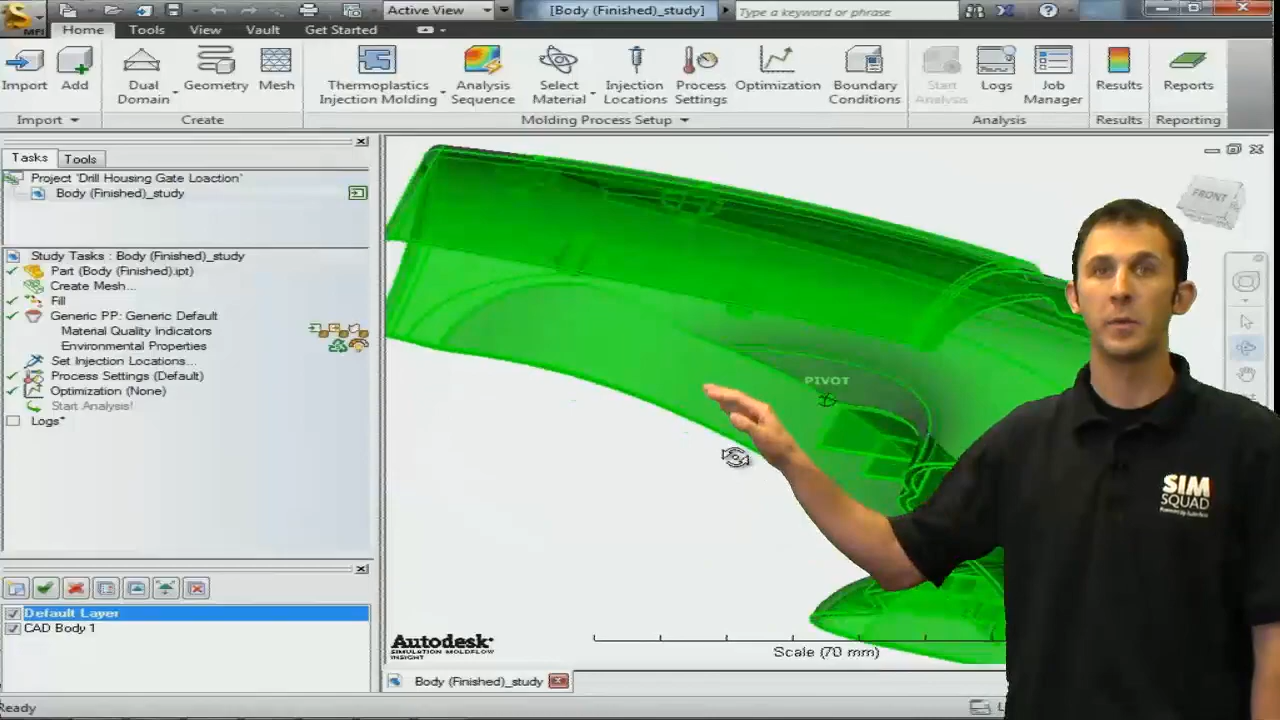 Active View
[Body (Finished)_study]
Type a keyword or phrase
MFI
Home Tools View Vault Get Started
Import Add Dual Domain Geometry Mesh Thermoplastics Injection Molding Analysis Sequence Select Material Injection Locations Process Settings Optimization Boundary Conditions Start Analysis Logs Job Manager Results Reports
Import Create Molding Process Setup Analysis Results Reporting
Tasks Tools
Project 'Drill Housing Gate Loaction'
Body (Finished)_study
Study Tasks : Body (Finished)_study
Part (Body (Finished).ipt)
Create Mesh...
Fill
Generic PP: Generic Default
Material Quality Indicators
Environmental Properties
Set Injection Locations...
Process Settings (Default)
Optimization (None)
Start Analysis!
Logs*
Default Layer
CAD Body 1
FRONT
PIVOT
SIM
SQUAD
Autodesk
SIMULATION MOLDFLOW
INSIGHT
Scale (70 mm)
Body (Finished)_study
Ready